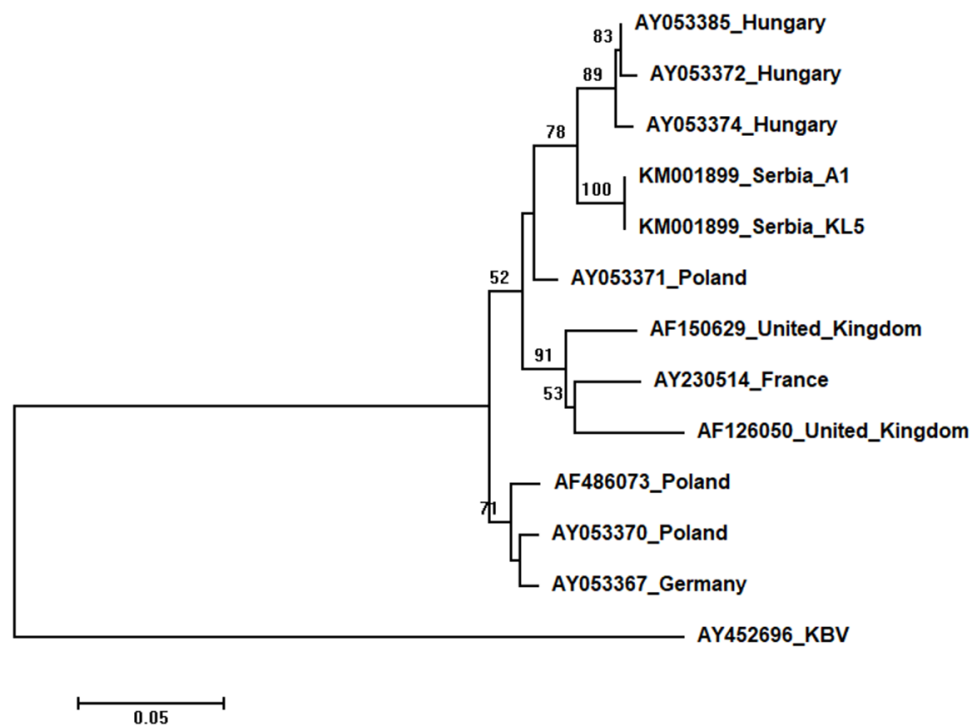 AY053385_Hungary
83
AY053372_Hungary
89
AY053374_Hungary
78
KM001899_Serbia_A1
100
KM001899_Serbia_KL5
AY053371_Poland
52
AF150629_United_Kingdom
91
AY230514_France
53
AF126050_United_Kingdom
AF486073_Poland
71
AY053370_Poland
AY053367_Germany
AY452696_KBV
0.05